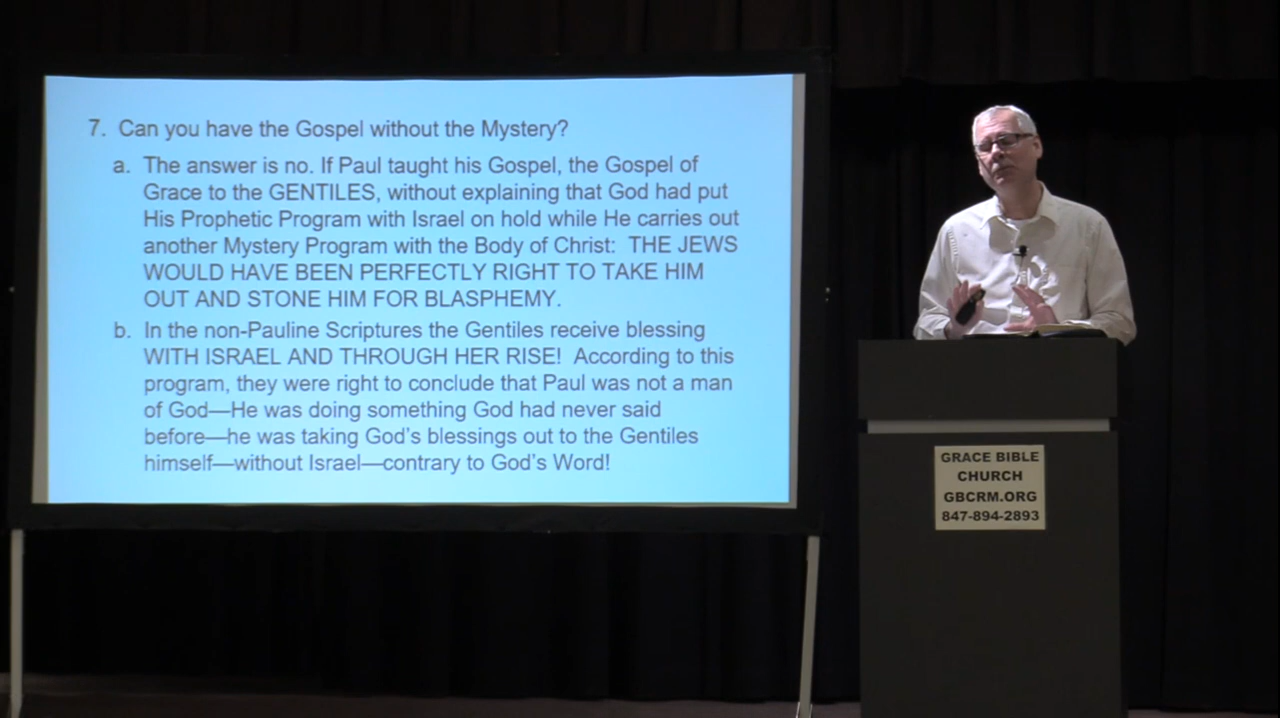 7. Can you have the Gospel without the Mystery?
a. The answer is no. If Paul taught his Gospel, the Gospel of
Grace to the GENTILES, without explaining that God had put
His Prophetic Program with Israel on hold while He carries out
another Mystery Program with the Body of Christ: THE JEWS
WOULD HAVE BEEN PERFECTLY RIGHT TO TAKE HIM
OUT AND STONE HIM FOR BLASPHEMY.
b. In the non-Pauline Scriptures the Gentiles receive blessing
WITH ISRAEL AND THROUGH HER RISE! According to this
program, they were right to conclude that Paul was not a man
of God—He was doing something God had never said
before—he was taking God's blessings out to the Gentiles
himself—without Israel—contrary to God's Word!
GRACE BIBLE
CHURCH
GBCRM.ORG
847-894-2893